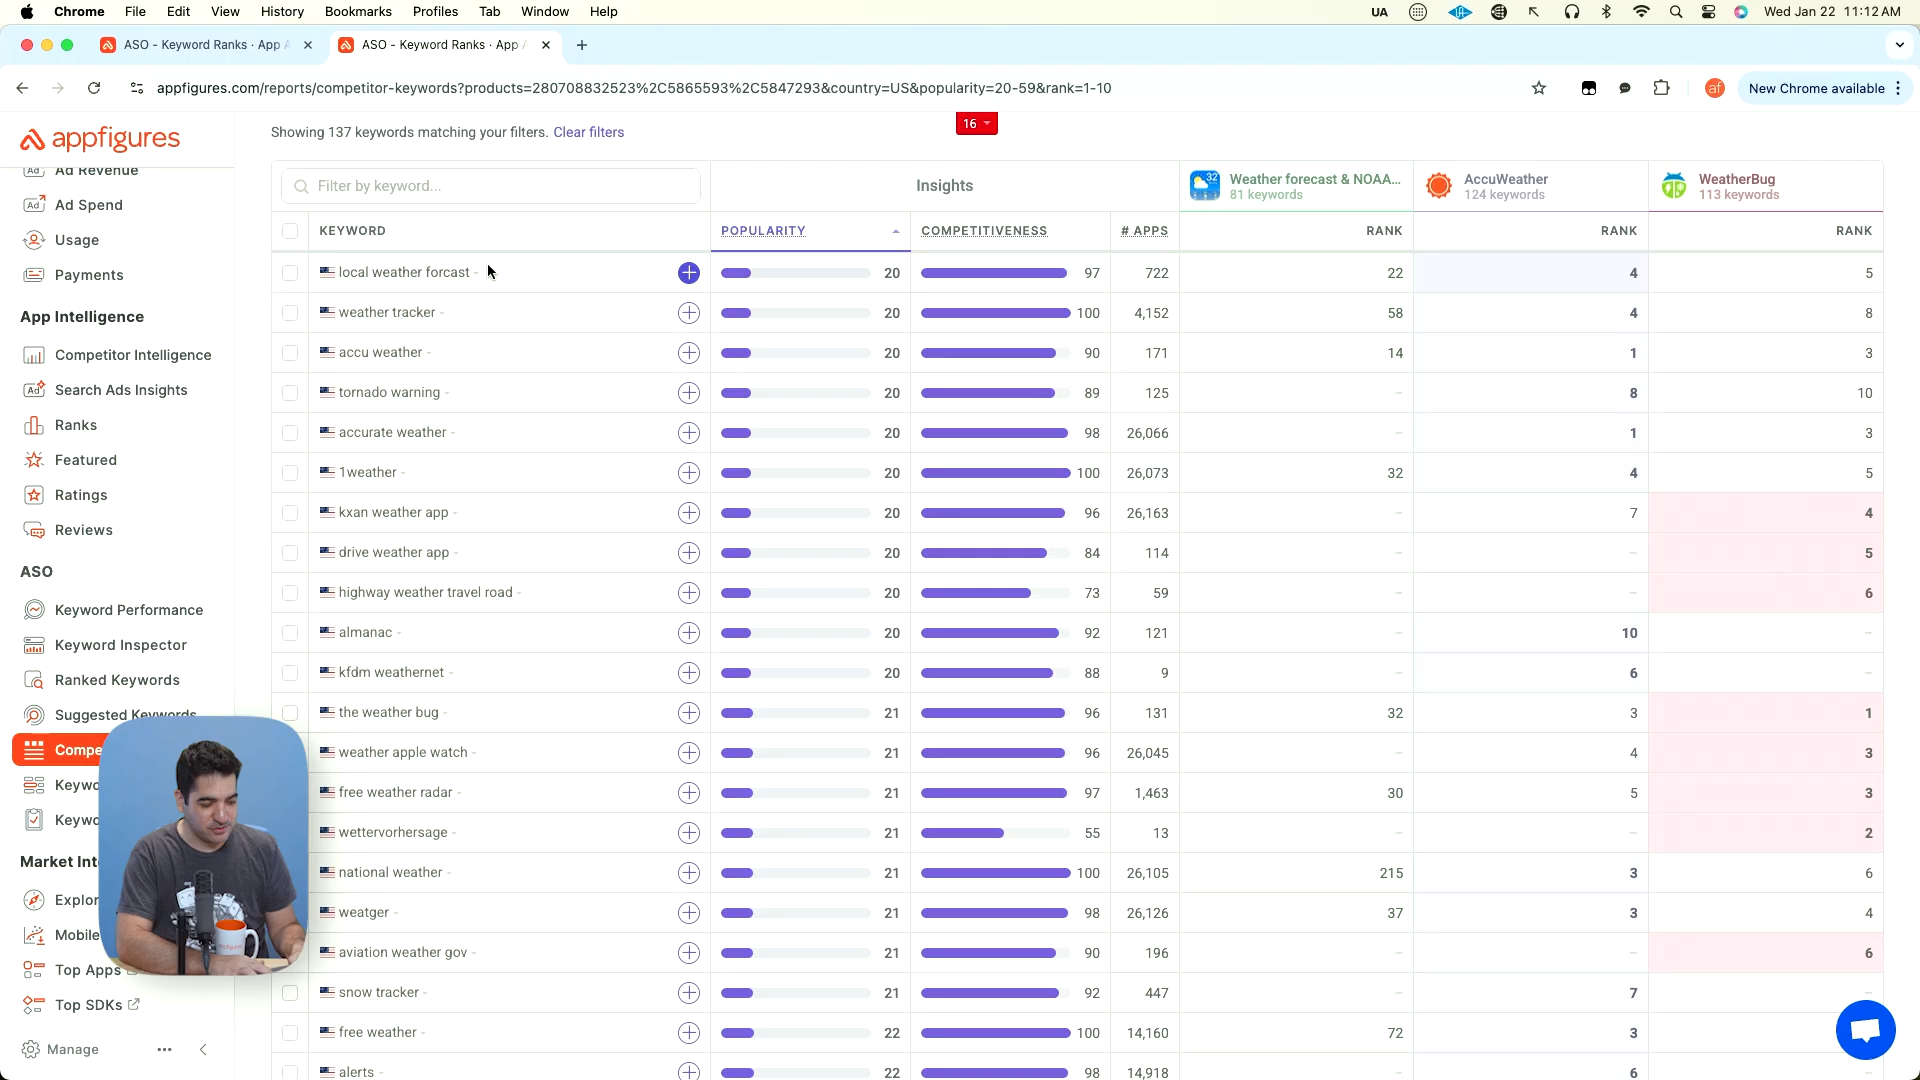 Chrome File Edit View History Bookmarks Profiles Tab Window Help UA Wed Jan 22 11:12 AM
ASO - Keyword Ranks · App A ASO - Keyword Ranks · App
appfigures.com/reports/competitor-keywords?products=280708832523%2C5865593%2C5847293&country=US&popularity=20-59&rank=1-10 af New Chrome available
appfigures
Ad Revenue
Ad Spend
Usage
Payments
App Intelligence
Competitor Intelligence
Search Ads Insights
Ranks
Featured
Ratings
Reviews
ASO
Keyword Performance
Keyword Inspector
Ranked Keywords
Suggested Keywords
Compe
Keywo
Keywo
Market Int
Explor
Mobile
Top Apps
Top SDKs
Manage
Showing 137 keywords matching your filters. Clear filters
16
Filter by keyword... Insights Weather forecast & NOAA... AccuWeather WeatherBug
81 keywords 124 keywords 113 keywords
KEYWORD POPULARITY COMPETITIVENESS # APPS RANK RANK RANK
local weather forcast 20 97 722 22 4 5
weather tracker 20 100 4,152 58 4 8
accu weather 20 90 171 14 1 3
tornado warning 20 89 125 – 8 10
accurate weather 20 98 26,066 – 1 3
1weather 20 100 26,073 32 4 5
kxan weather app 20 96 26,163 – 7 4
drive weather app 20 84 114 – – 5
highway weather travel road 20 73 59 – – 6
almanac 20 92 121 – 10 –
kfdm weathernet 20 88 9 – 6 –
the weather bug 21 96 131 32 3 1
weather apple watch 21 96 26,045 – 4 3
free weather radar 21 97 1,463 30 5 3
wettervorhersage 21 55 13 – – 2
national weather 21 100 26,105 215 3 6
weatger 21 98 26,126 37 3 4
aviation weather gov 21 90 196 – – 6
snow tracker 21 92 447 – 7 –
free weather 22 100 14,160 72 3
alerts 22 98 14,918 – 6 –